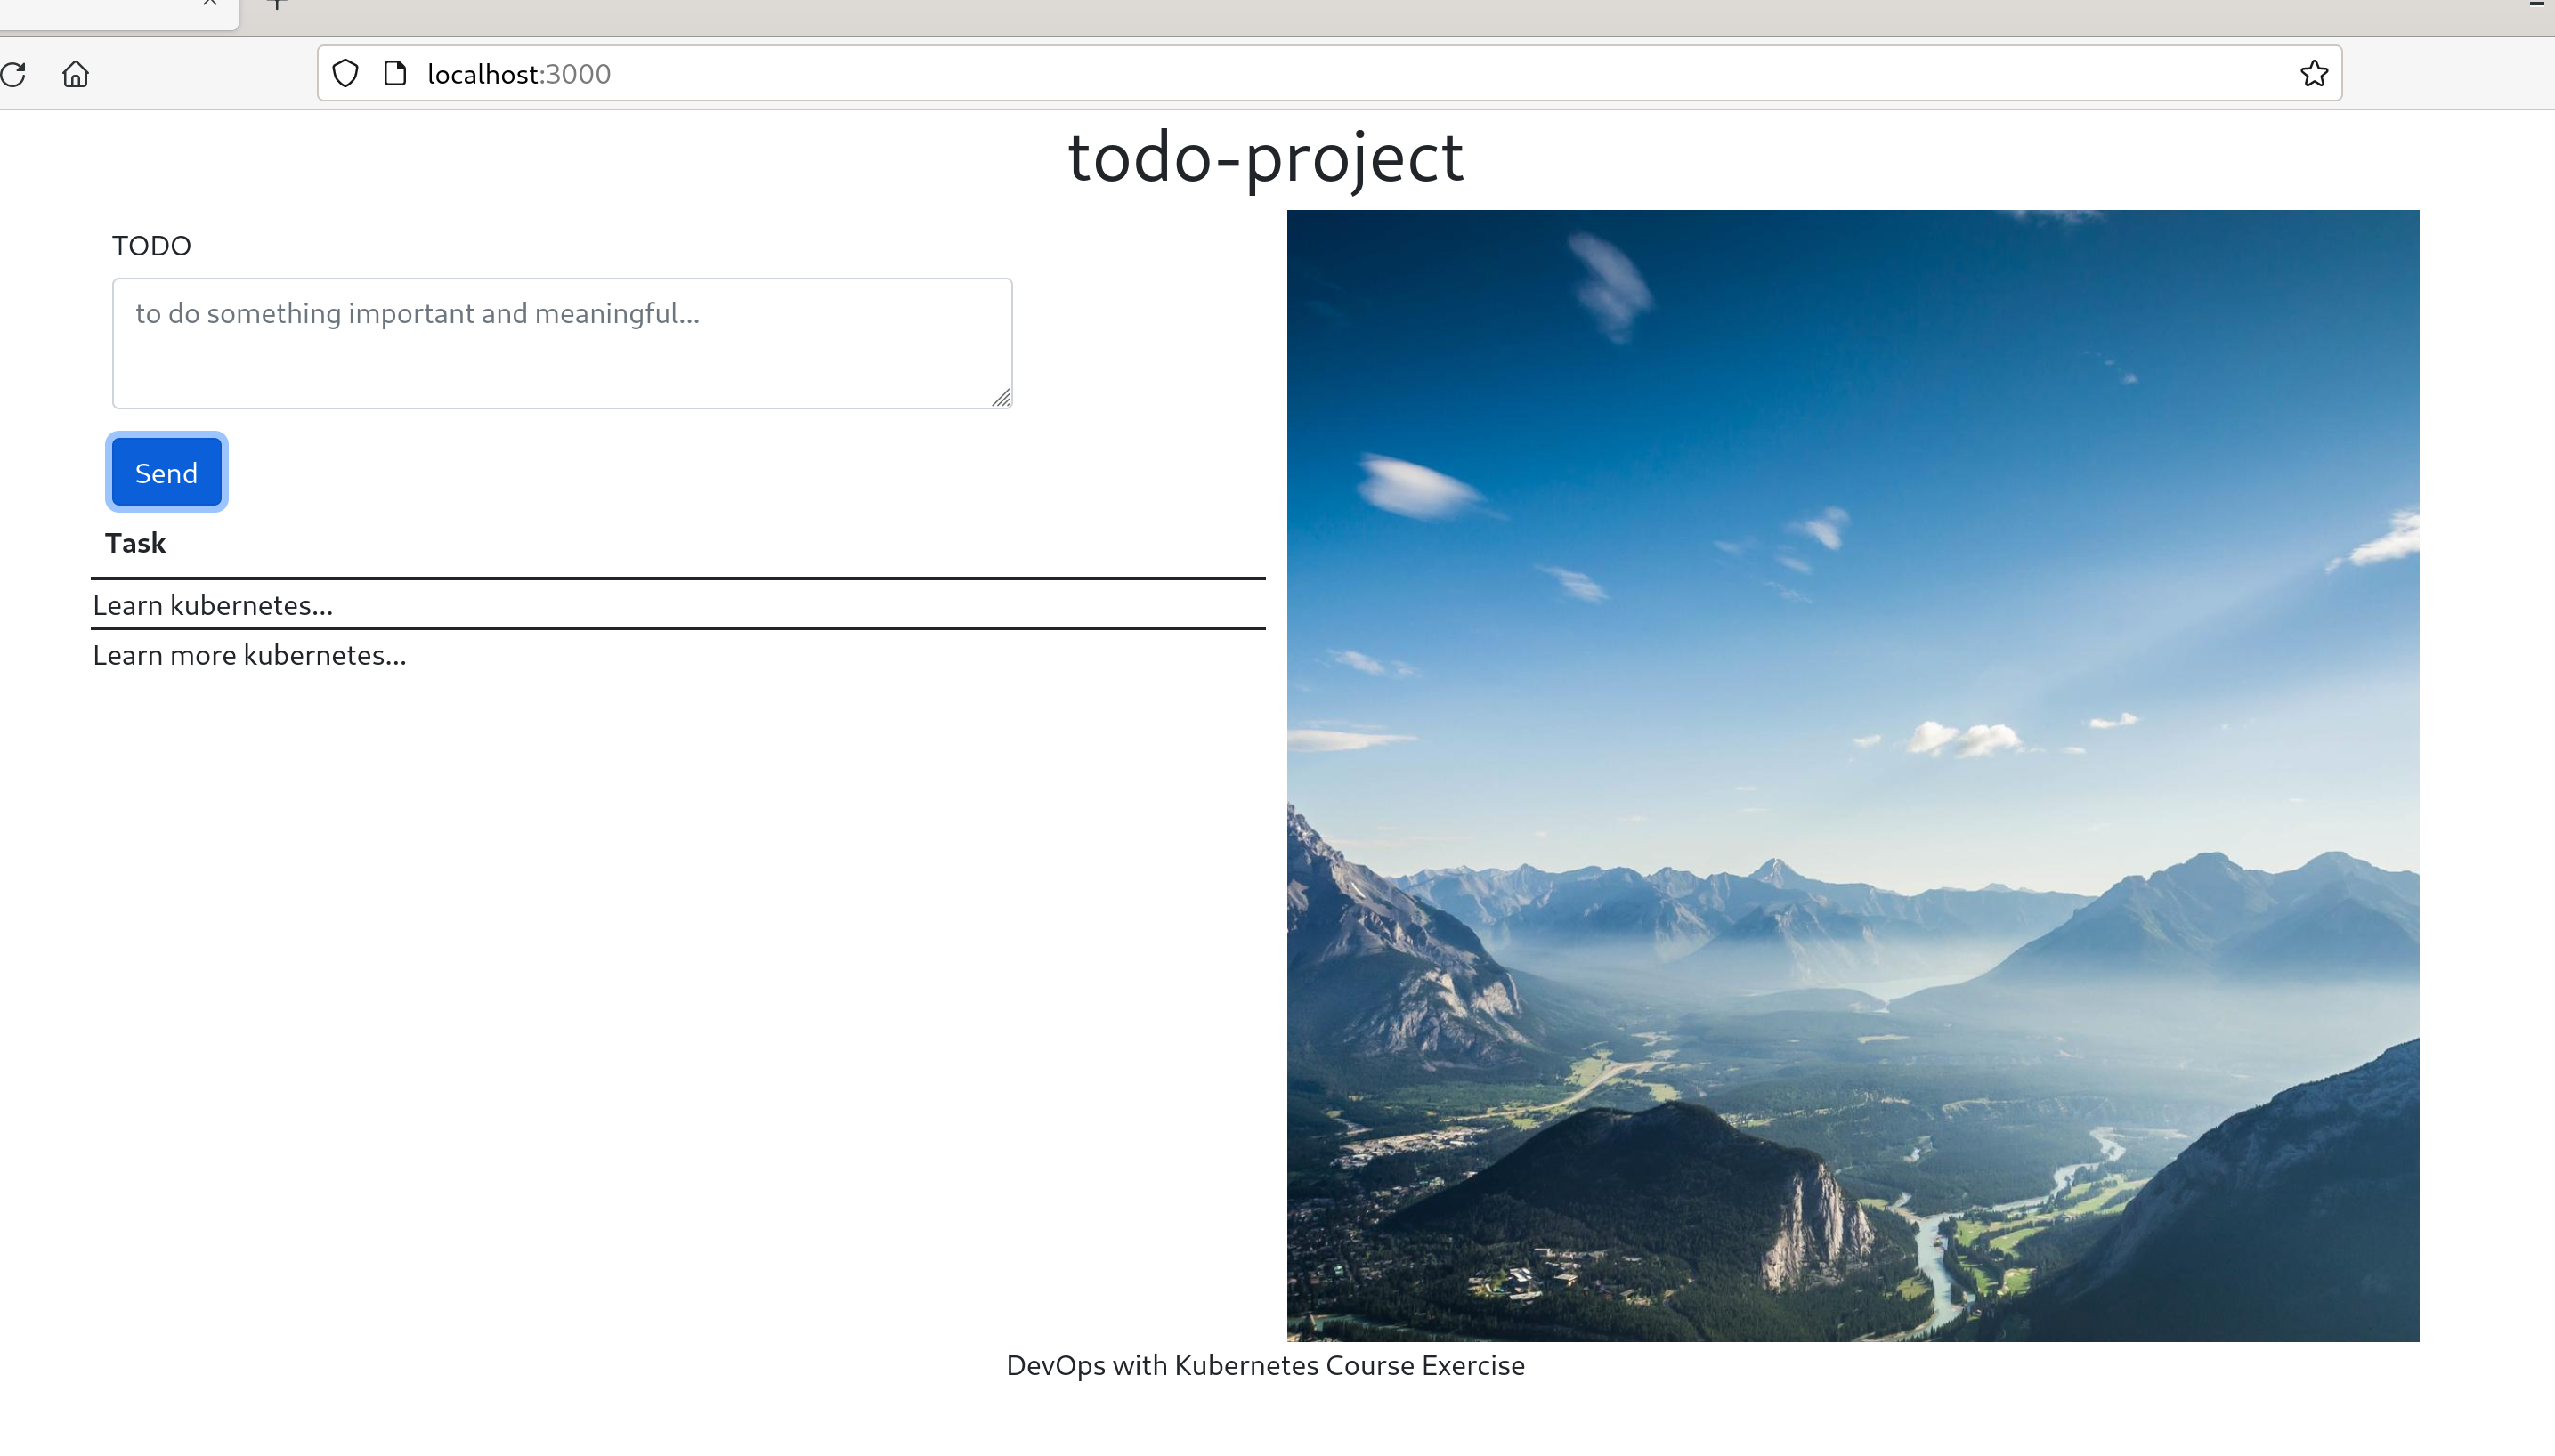 localhost:3000
todo-project
TODO
to do something important and meaningful...
Send
Task
Learn kubernetes...
Learn more kubernetes...
DevOps with Kubernetes Course Exercise